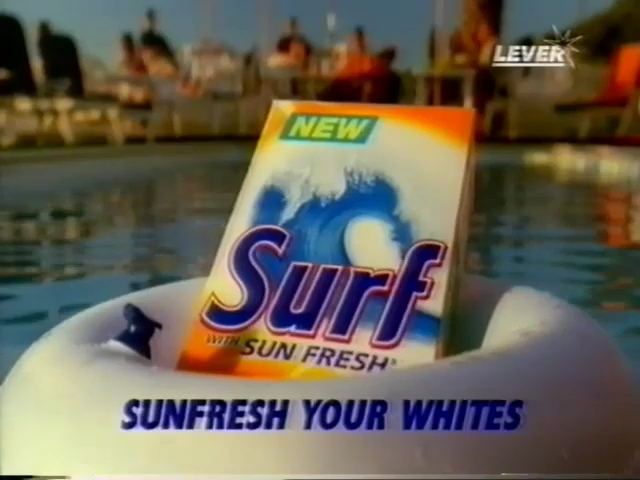 LEVER
NEW
Surf
WITH SUN FRESH®
SUNFRESH YOUR WHITES